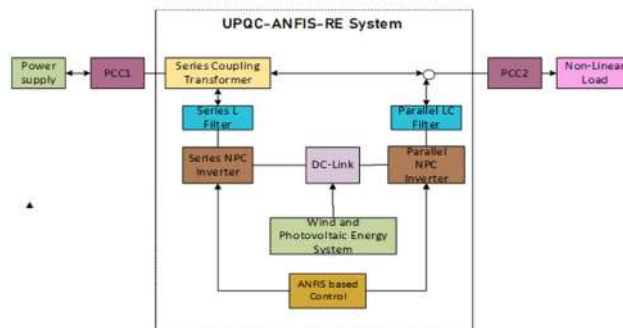 UPQC-ANFIS-RE System
Power
supply
PCC1
Series Coupling
Transformer
PCC2
Non-Linear
Load
Series L
Filter
Parallel LC
Filter
Series NPC
Inverter
DC-Link
Parallel
NPC
Inverter
Wind and
Photovoltaic Energy
System
ANFIS based
Control